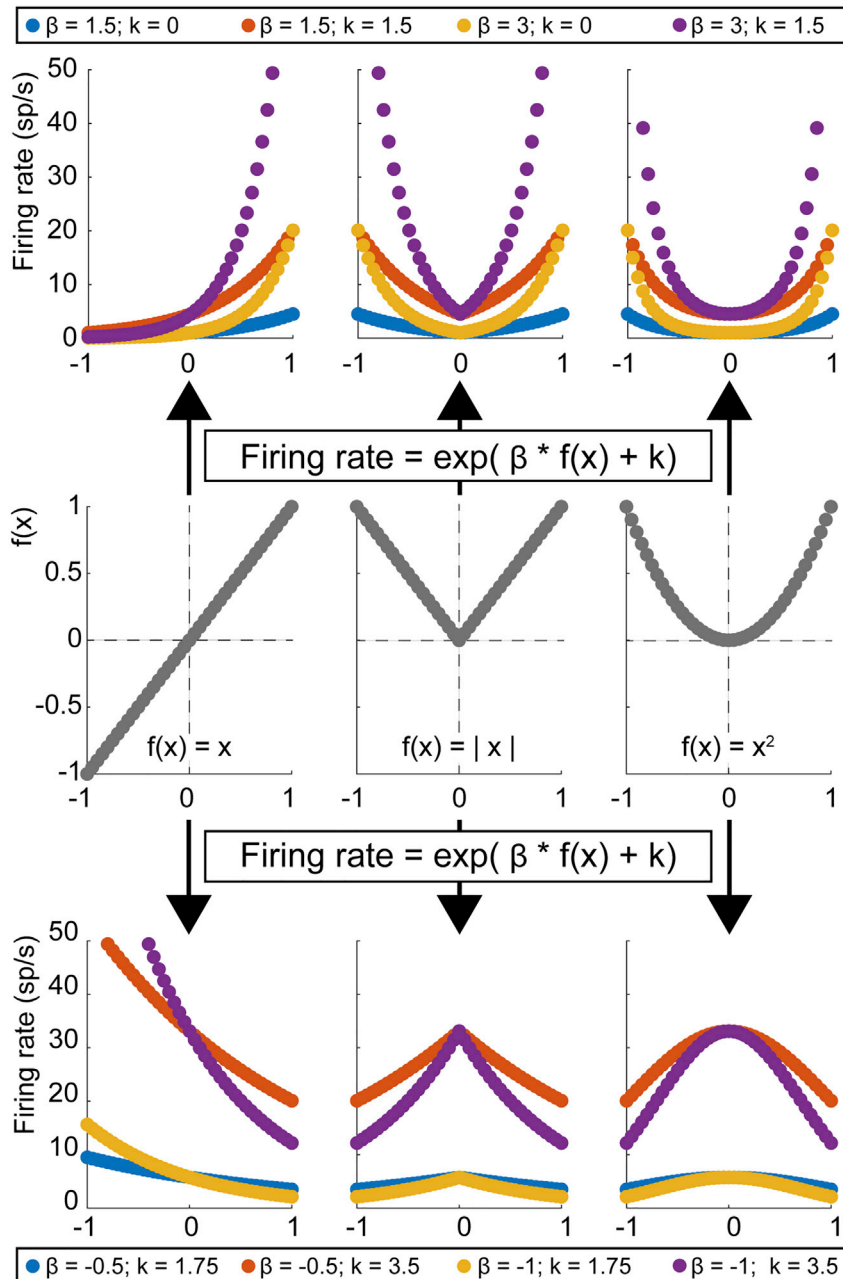 β = 1.5; k = 0 β = 1.5; k = 1.5 β = 3; k = 0 β = 3; k = 1.5
Firing rate (sp/s)
50
40
30
20
10
0
-1 0 1 -1 0 1 -1 0 1
Firing rate = exp( β * f(x) + k)
f(x)
1
0.5
0
-0.5
-1
f(x) = x f(x) = | x | f(x) = x²
-1 0 1 -1 0 1 -1 0 1
Firing rate = exp( β * f(x) + k)
Firing rate (sp/s)
50
40
30
20
10
0
-1 0 1 -1 0 1 -1 0 1
β = -0.5; k = 1.75 β = -0.5; k = 3.5 β = -1; k = 1.75 β = -1; k = 3.5